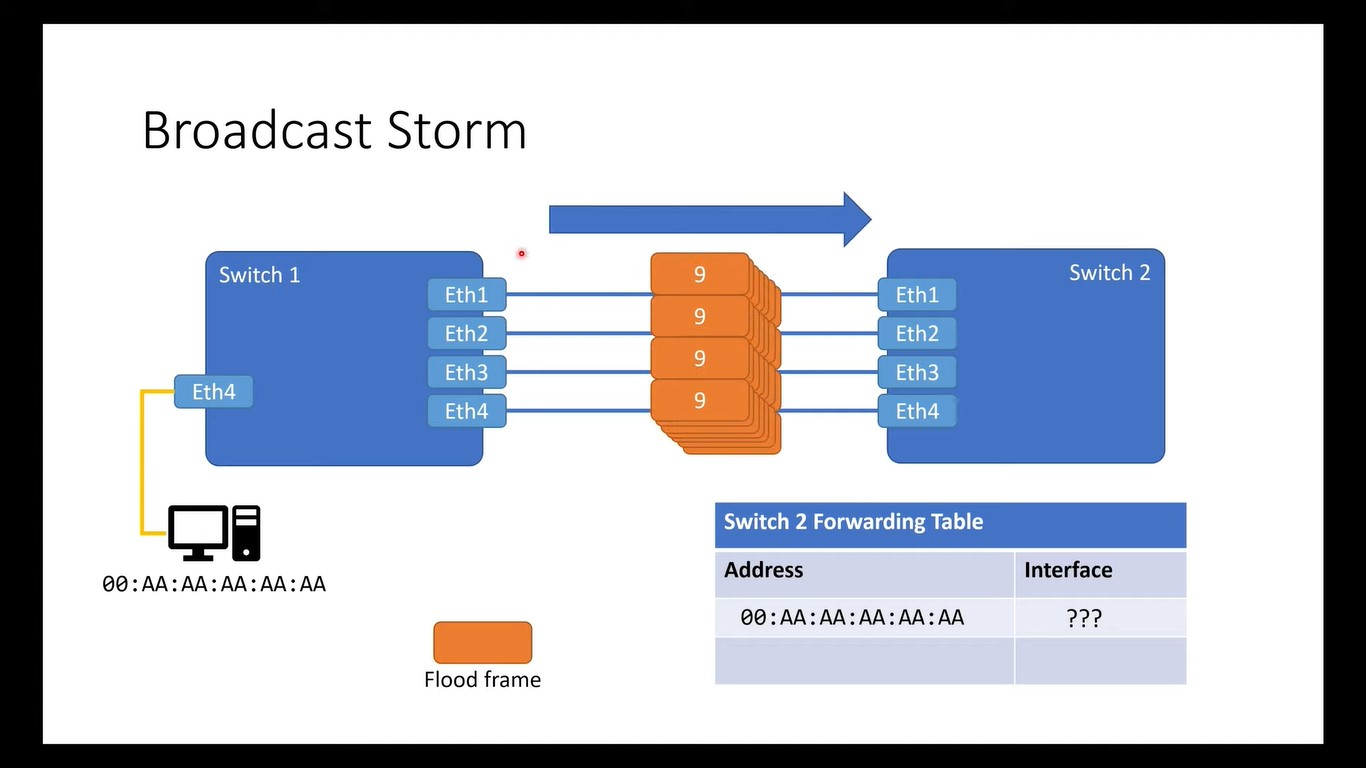 Broadcast Storm
Switch 1
Switch 2
Eth1
9
Eth1
Eth2
9
Eth2
Eth3
9
Eth3
Eth4
Eth4
9
Eth4
00:AA:AA:AA:AA:AA
Flood frame
Switch 2 Forwarding Table
Address Interface
00:AA:AA:AA:AA:AA ???